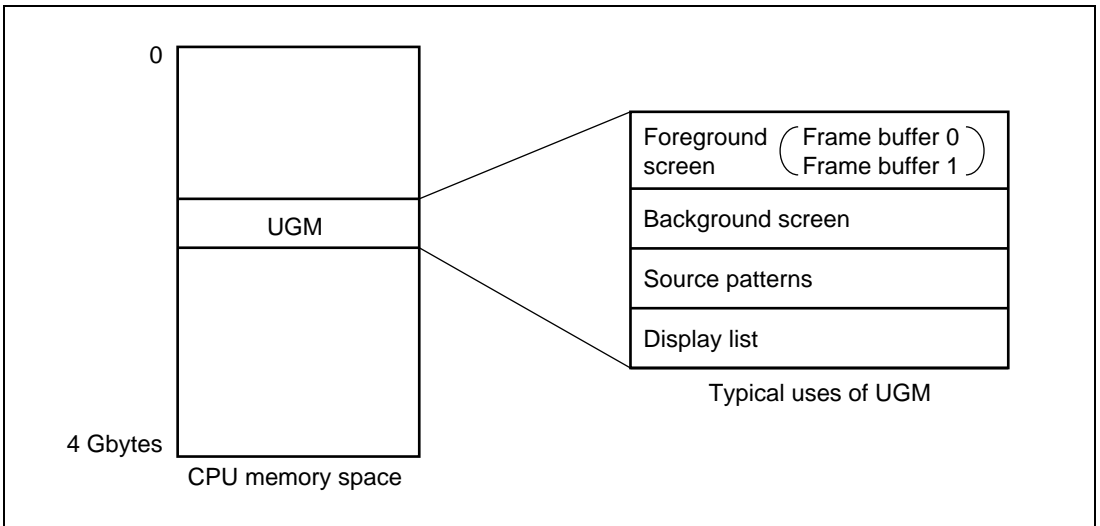 0
UGM
4 Gbytes
CPU memory space
Foreground
screen
Frame buffer 0
Frame buffer 1
Background screen
Source patterns
Display list
Typical uses of UGM